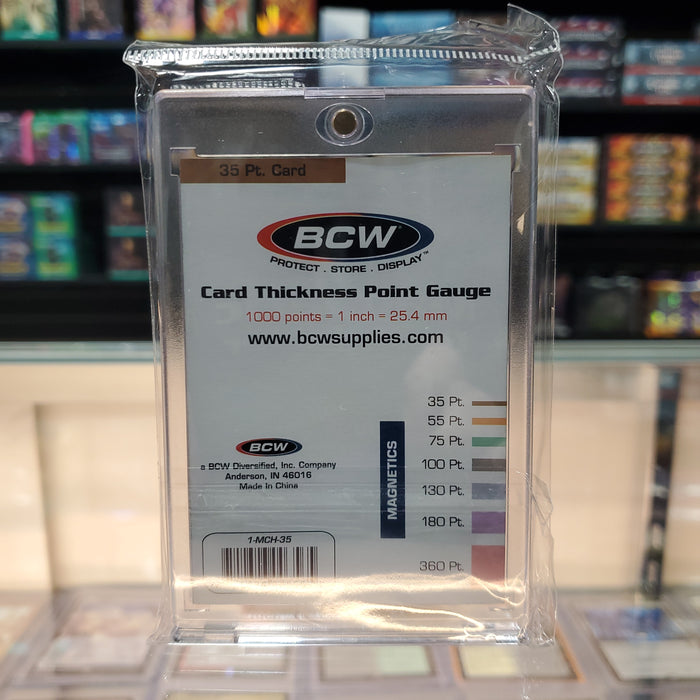 35 Pt. Card
BCW
PROTECT . STORE . DISPLAY™
Card Thickness Point Gauge
1000 points = 1 inch = 25.4 mm
www.bcwsupplies.com
35 Pt.
55 Pt.
75 Pt.
100 Pt.
130 Pt.
180 Pt.
360 Pt.
MAGNETICS
BCW
a BCW Diversified, Inc. Company
Anderson, IN 46016
Made in China
1-MCH-35